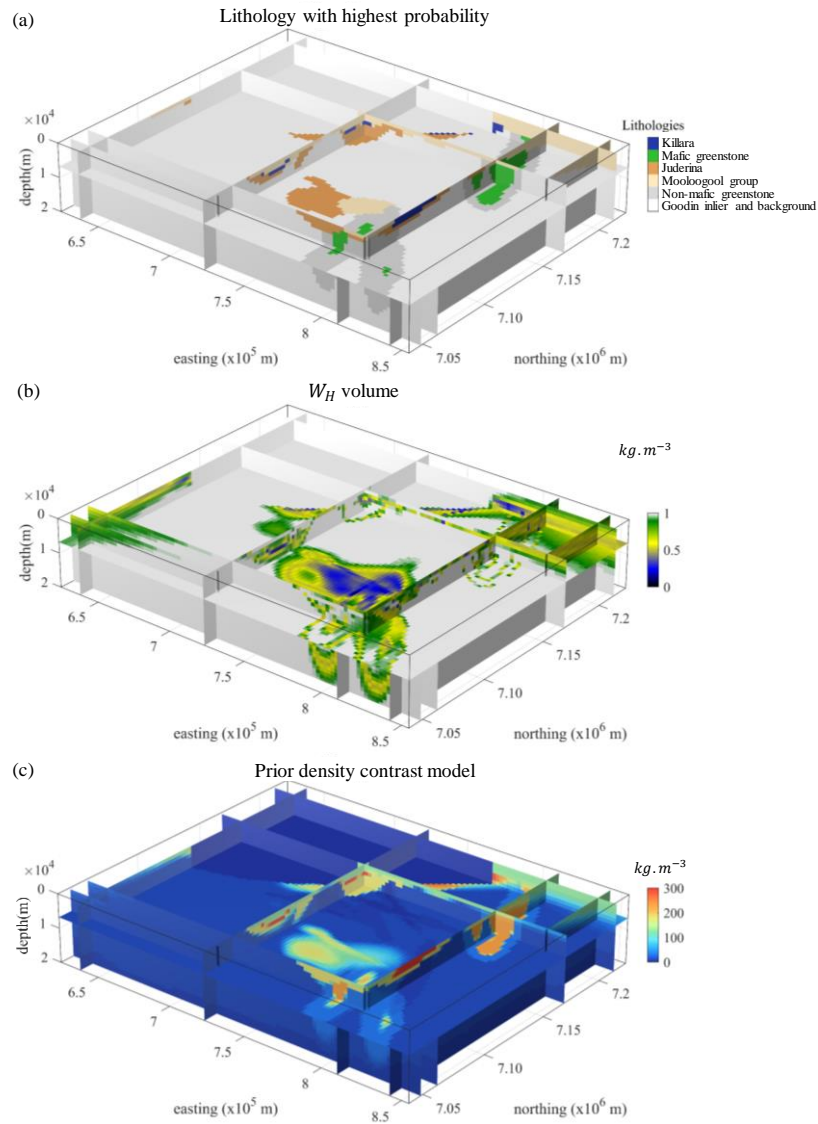 (a)
Lithology with highest probability
×10⁴
0
1
2
depth(m)
6.5
7
7.5
8
8.5
easting (x10⁵ m)
7.05
7.10
7.15
7.2
northing (x10⁶ m)
Lithologies
Killara
Mafic greenstone
Juderina
Mooloogool group
Non-mafic greenstone
Goodin inlier and background
(b)
W_H volume
kg.m⁻³
1
0.5
0
×10⁴
0
1
2
depth(m)
6.5
7
7.5
8
8.5
easting (x10⁵ m)
7.05
7.10
7.15
7.2
northing (x10⁶ m)
(c)
Prior density contrast model
kg.m⁻³
300
200
100
0
×10⁴
0
1
2
depth(m)
6.5
7
7.5
8
8.5
easting (x10⁵ m)
7.05
7.10
7.15
7.2
northing (x10⁶ m)